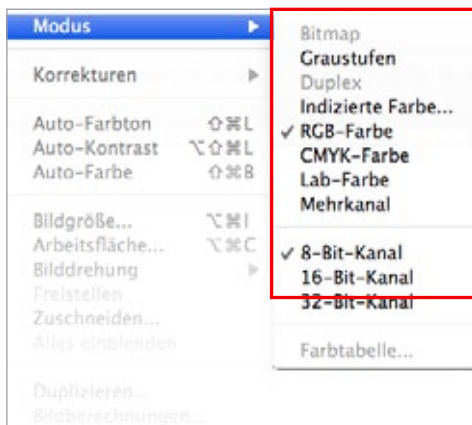 Modus
Korrekturen
Auto-Farbton ⇧⌘L
Auto-Kontrast ⌥⇧⌘L
Auto-Farbe ⇧⌘B
Bildgröße... ⌥⌘I
Arbeitsfläche... ⌥⌘C
Bilddrehung
Freistellen
Zuschneiden...
Alles einblenden
Duplizieren...
Bildberechnungen...
Bitmap
Graustufen
Duplex
Indizierte Farbe...
✓ RGB-Farbe
CMYK-Farbe
Lab-Farbe
Mehrkanal
✓ 8-Bit-Kanal
16-Bit-Kanal
32-Bit-Kanal
Farbtabelle...